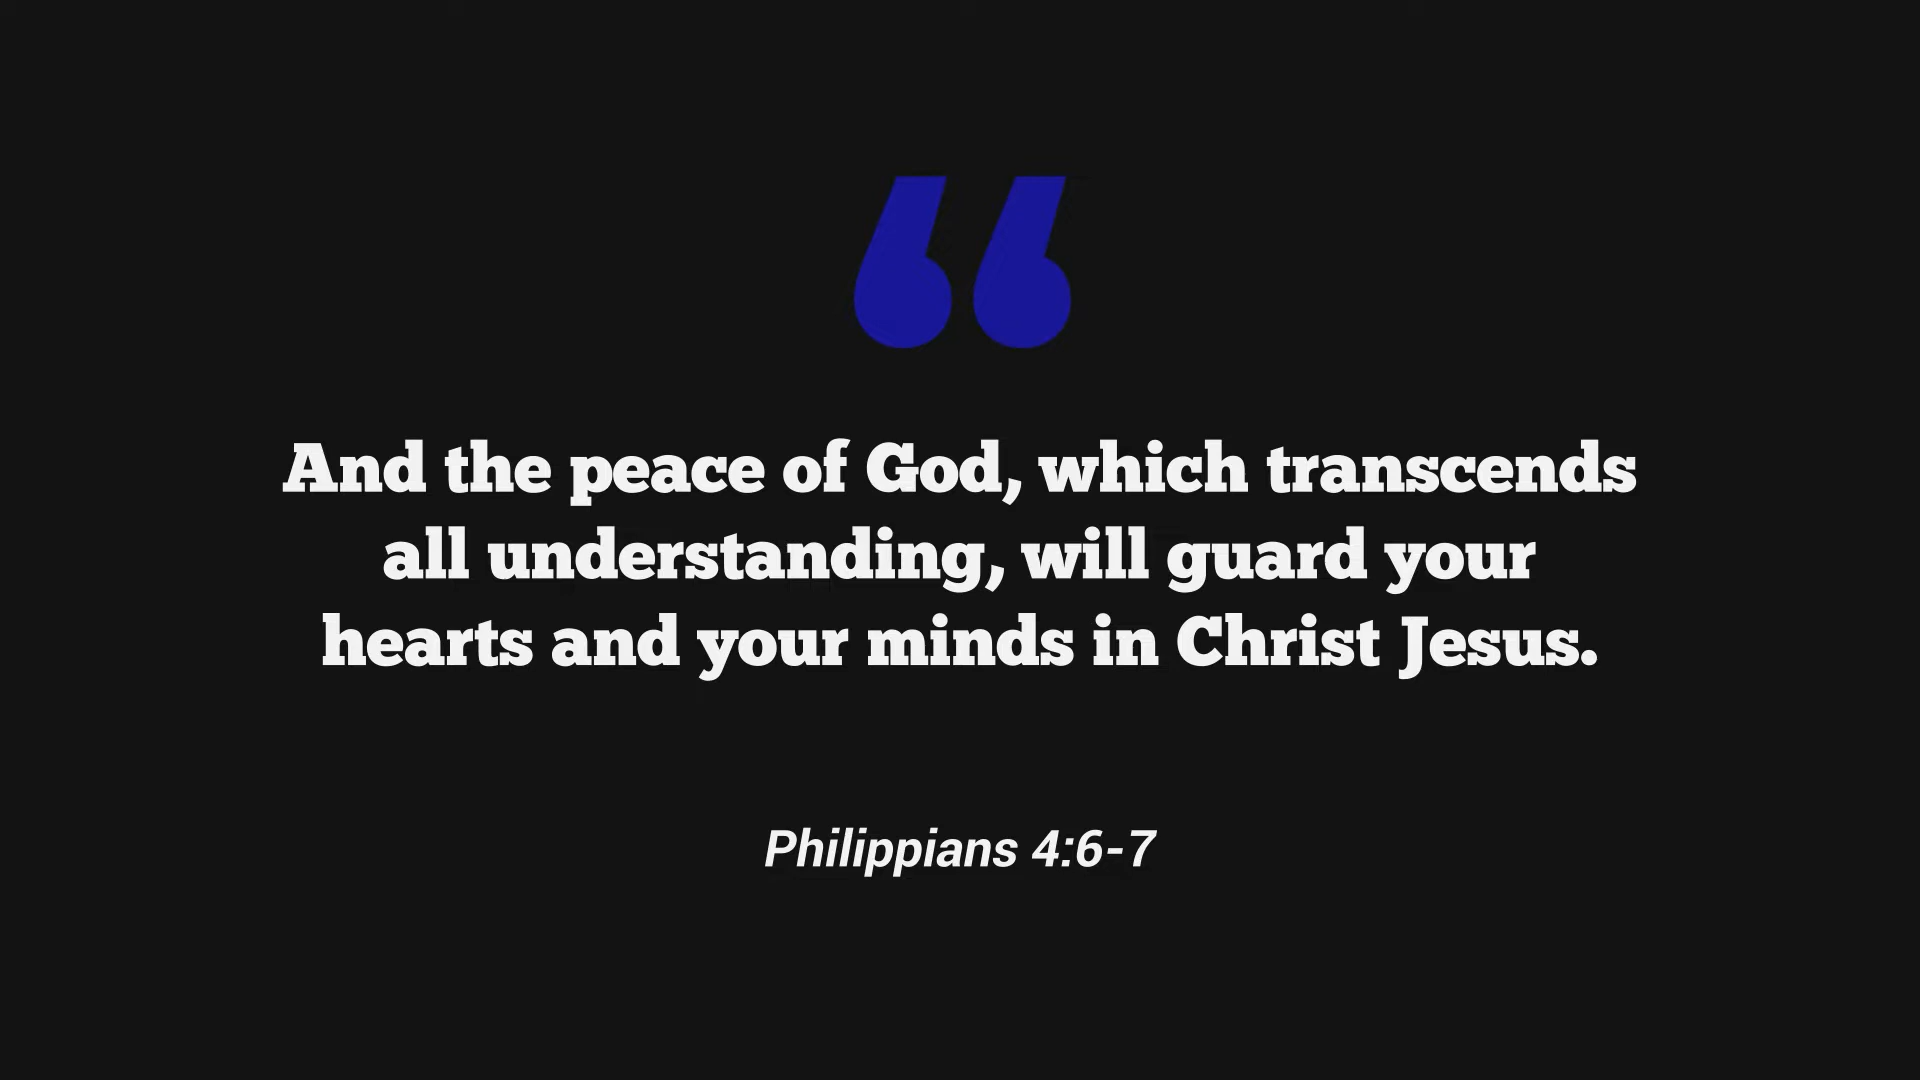 “
And the peace of God, which transcends
all understanding, will guard your
hearts and your minds in Christ Jesus.
Philippians 4:6-7